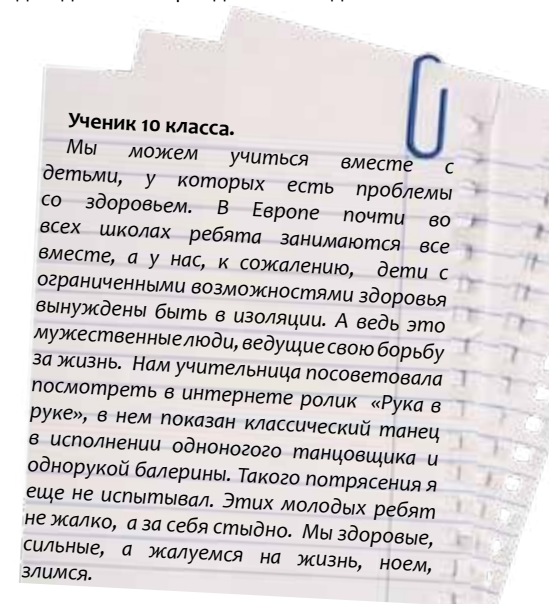 Ученик 10 класса.
Мы можем учиться вместе с
детьми, у которых есть проблемы
со здоровьем. В Европе почти во
всех школах ребята занимаются все
вместе, а у нас, к сожалению, дети с
ограниченными возможностями здоровья
вынуждены быть в изоляции. А ведь это
мужественные люди, ведущие свою борьбу
за жизнь. Нам учительница посоветовала
посмотреть в интернете ролик «Рука в
руке», в нем показан классический танец
в исполнении одноногого танцовщика и
однорукой балерины. Такого потрясения я
еще не испытывал. Этих молодых ребят
не жалко, а за себя стыдно. Мы здоровые,
сильные, а жалуемся на жизнь, ноем,
злимся.